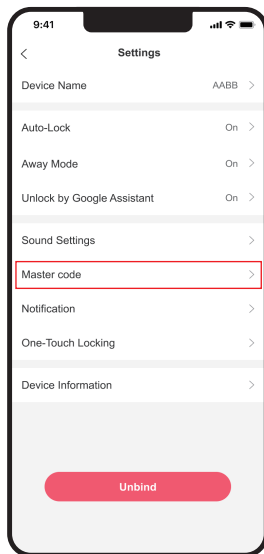 9:41
Settings
Device Name AABB
Auto-Lock On
Away Mode On
Unlock by Google Assistant On
Sound Settings
Master code
Notification
One-Touch Locking
Device Information
Unbind